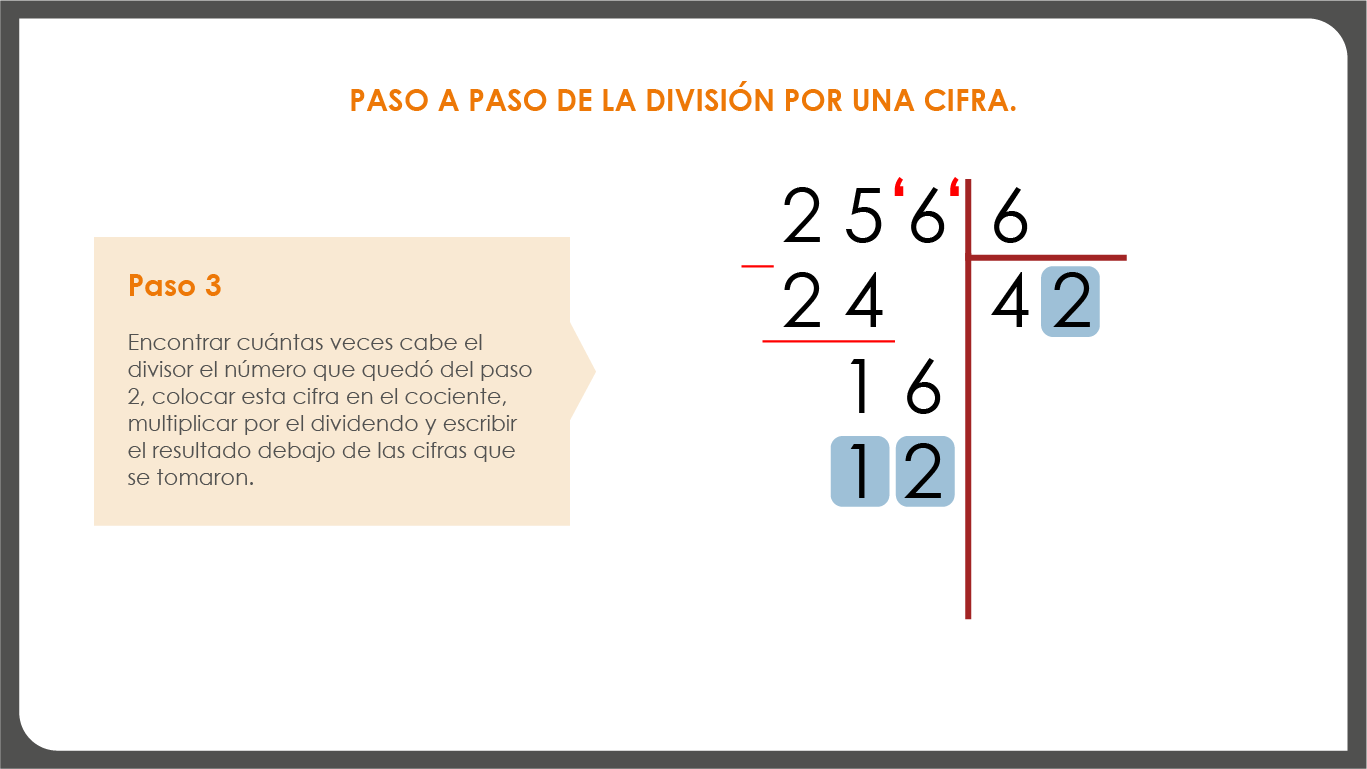 PASO A PASO DE LA DIVISIÓN POR UNA CIFRA.
Paso 3
Encontrar cuántas veces cabe el
divisor el número que quedó del paso
2, colocar esta cifra en el cociente,
multiplicar por el dividendo y escribir
el resultado debajo de las cifras que
se tomaron.
2 5 ‘ 6 ‘ 6
– 2 4 4 2
1 6
1 2